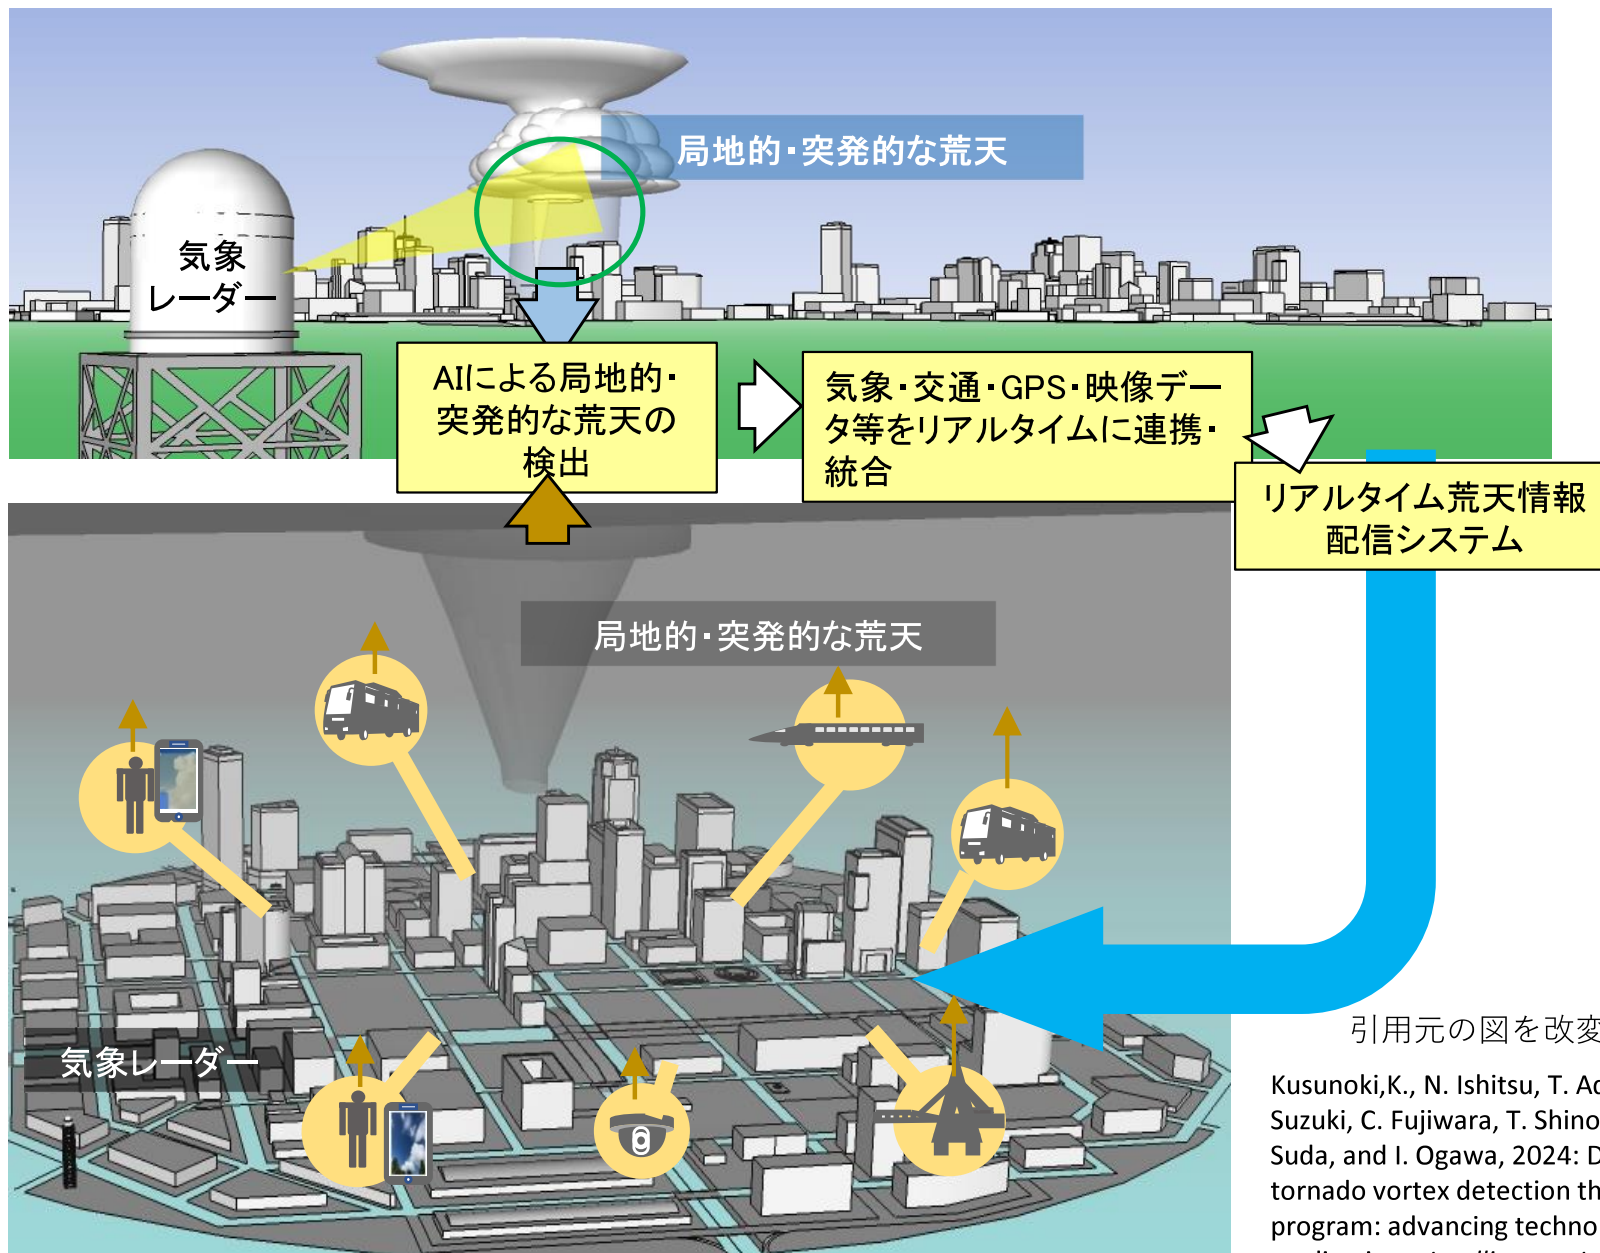 局地的・突発的な荒天
気象
レーダー
AIによる局地的・
突発的な荒天の
検出
気象・交通・GPS・映像デー
タ等をリアルタイムに連携・
統合
リアルタイム荒天情報
配信システム
局地的・突発的な荒天
気象レーダー
引用元の図を改変
Kusunoki,K., N. Ishitsu, T. Ad
Suzuki, C. Fujiwara, T. Shino
Suda, and I. Ogawa, 2024: D
tornado vortex detection th
program: advancing techno